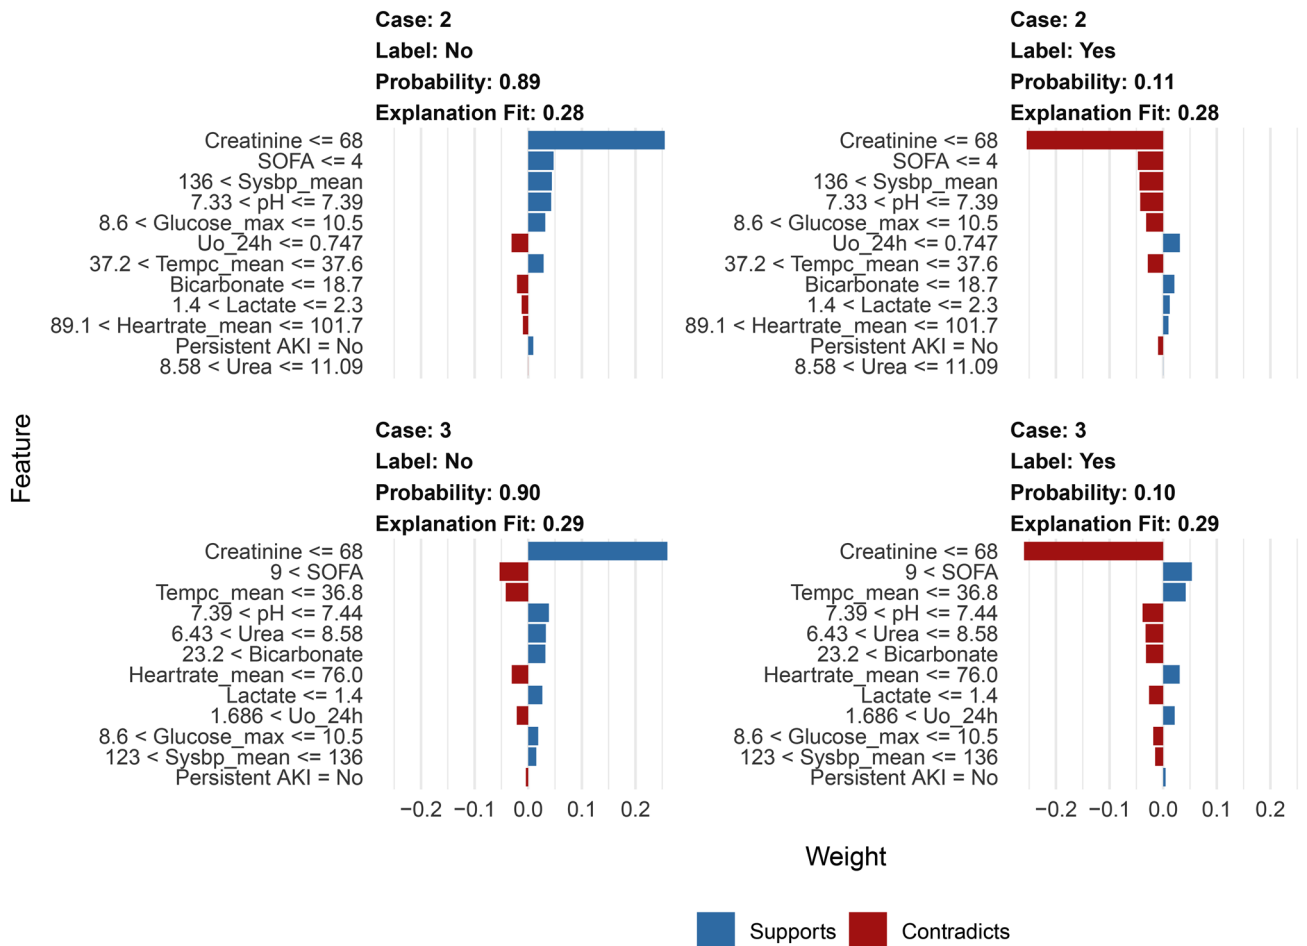 Case: 2
Label: No
Probability: 0.89
Explanation Fit: 0.28
Creatinine <= 68
SOFA <= 4
136 < Sysbp_mean
7.33 < pH <= 7.39
8.6 < Glucose_max <= 10.5
Uo_24h <= 0.747
37.2 < Tempc_mean <= 37.6
Bicarbonate <= 18.7
1.4 < Lactate <= 2.3
89.1 < Heartrate_mean <= 101.7
Persistent AKI = No
8.58 < Urea <= 11.09
Case: 2
Label: Yes
Probability: 0.11
Explanation Fit: 0.28
Creatinine <= 68
SOFA <= 4
136 < Sysbp_mean
7.33 < pH <= 7.39
8.6 < Glucose_max <= 10.5
Uo_24h <= 0.747
37.2 < Tempc_mean <= 37.6
Bicarbonate <= 18.7
1.4 < Lactate <= 2.3
89.1 < Heartrate_mean <= 101.7
Persistent AKI = No
8.58 < Urea <= 11.09
Feature
Case: 3
Label: No
Probability: 0.90
Explanation Fit: 0.29
Creatinine <= 68
9 < SOFA
Tempc_mean <= 36.8
7.39 < pH <= 7.44
6.43 < Urea <= 8.58
23.2 < Bicarbonate
Heartrate_mean <= 76.0
Lactate <= 1.4
1.686 < Uo_24h
8.6 < Glucose_max <= 10.5
123 < Sysbp_mean <= 136
Persistent AKI = No
−0.2 −0.1 0.0 0.1 0.2
Case: 3
Label: Yes
Probability: 0.10
Explanation Fit: 0.29
Creatinine <= 68
9 < SOFA
Tempc_mean <= 36.8
7.39 < pH <= 7.44
6.43 < Urea <= 8.58
23.2 < Bicarbonate
Heartrate_mean <= 76.0
Lactate <= 1.4
1.686 < Uo_24h
8.6 < Glucose_max <= 10.5
123 < Sysbp_mean <= 136
Persistent AKI = No
−0.2 −0.1 0.0 0.1 0.2
Weight
Supports Contradicts